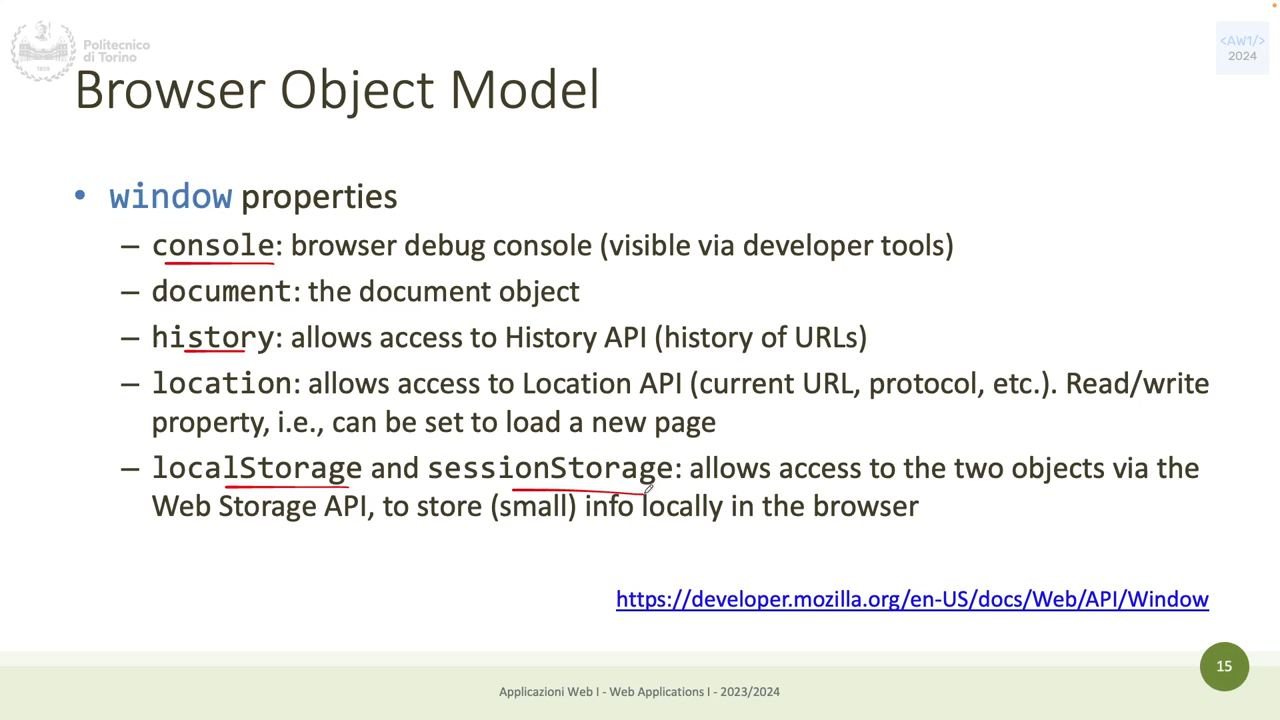 Politecnico
di Torino
1859
<AW1/>
2024
Browser Object Model
• window properties
– console: browser debug console (visible via developer tools)
– document: the document object
– history: allows access to History API (history of URLs)
– location: allows access to Location API (current URL, protocol, etc.). Read/write
property, i.e., can be set to load a new page
– localStorage and sessionStorage: allows access to the two objects via the
Web Storage API, to store (small) info locally in the browser
https://developer.mozilla.org/en-US/docs/Web/API/Window
15
Applicazioni Web I - Web Applications I - 2023/2024